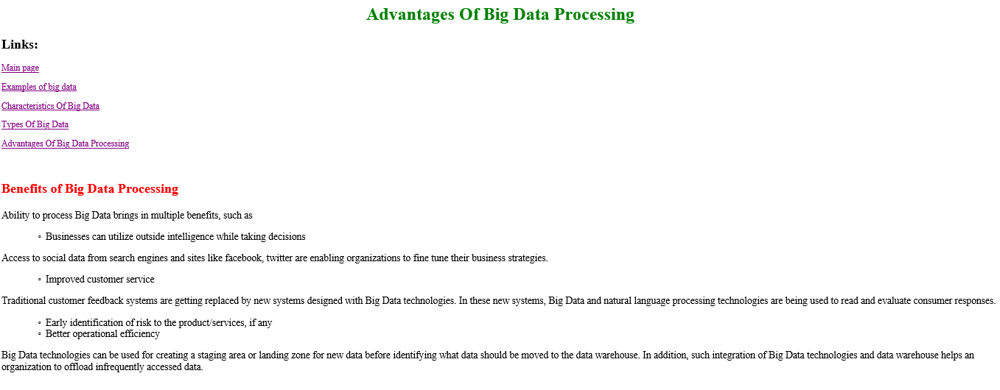 Advantages Of Big Data Processing
Links:
Main page
Examples of big data
Characteristics Of Big Data
Types Of Big Data
Advantages Of Big Data Processing
Benefits of Big Data Processing
Ability to process Big Data brings in multiple benefits, such as
◦ Businesses can utilize outside intelligence while taking decisions
Access to social data from search engines and sites like facebook, twitter are enabling organizations to fine tune their business strategies.
◦ Improved customer service
Traditional customer feedback systems are getting replaced by new systems designed with Big Data technologies. In these new systems, Big Data and natural language processing technologies are being used to read and evaluate consumer responses.
◦ Early identification of risk to the product/services, if any
◦ Better operational efficiency
Big Data technologies can be used for creating a staging area or landing zone for new data before identifying what data should be moved to the data warehouse. In addition, such integration of Big Data technologies and data warehouse helps an
organization to offload infrequently accessed data.